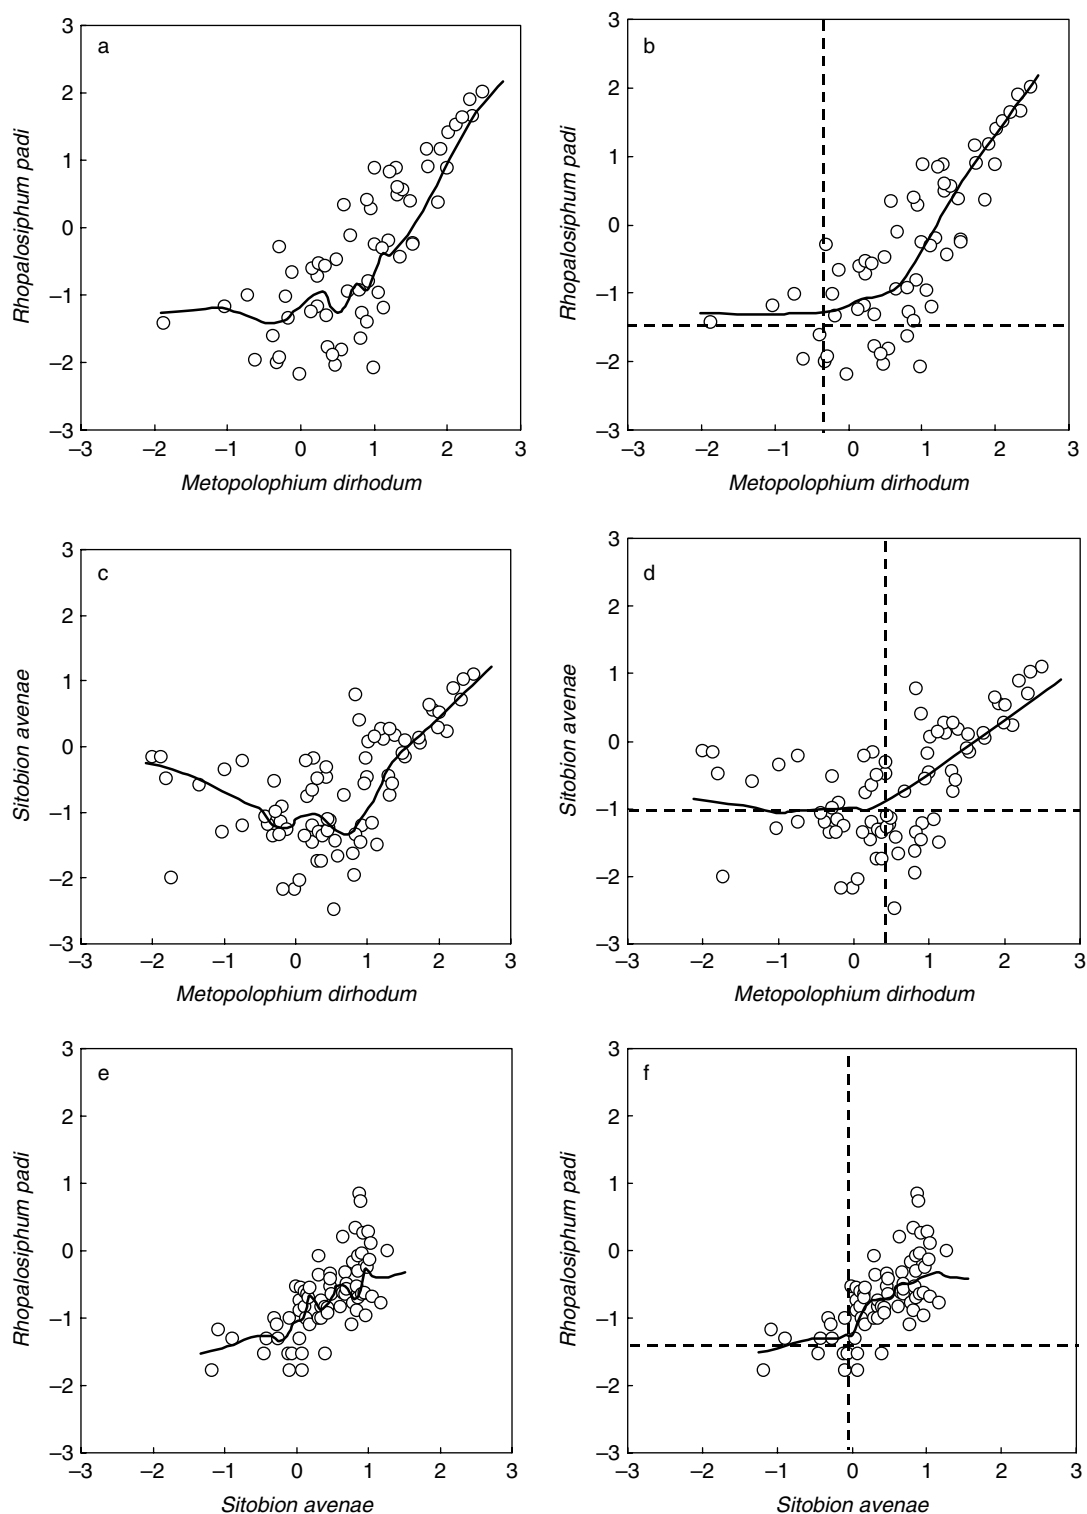 a
3
2
1
0
–1
–2
–3
–3 –2 –1 0 1 2 3
Rhopalosiphum padi
Metopolophium dirhodum
b
3
2
1
0
–1
–2
–3
–3 –2 –1 0 1 2 3
Rhopalosiphum padi
Metopolophium dirhodum
c
3
2
1
0
–1
–2
–3
–3 –2 –1 0 1 2 3
Sitobion avenae
Metopolophium dirhodum
d
3
2
1
0
–1
–2
–3
–3 –2 –1 0 1 2 3
Sitobion avenae
Metopolophium dirhodum
e
3
2
1
0
–1
–2
–3
–3 –2 –1 0 1 2 3
Rhopalosiphum padi
Sitobion avenae
f
3
2
1
0
–1
–2
–3
–3 –2 –1 0 1 2 3
Rhopalosiphum padi
Sitobion avenae